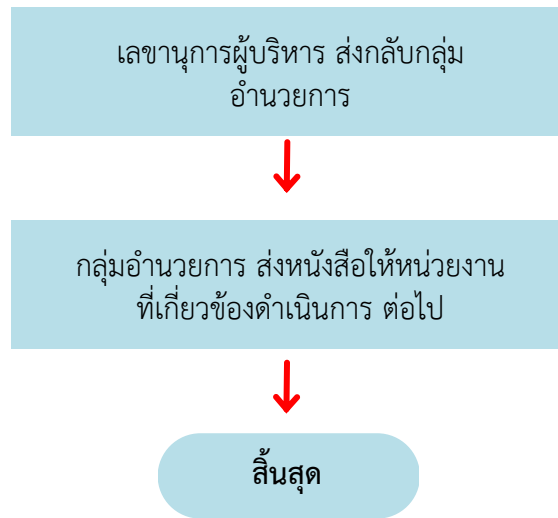 เลขานุการผู้บริหาร ส่งกลับกลุ่ม
อำนวยการ
กลุ่มอำนวยการ ส่งหนังสือให้หน่วยงาน
ที่เกี่ยวข้องดำเนินการ ต่อไป
สิ้นสุด